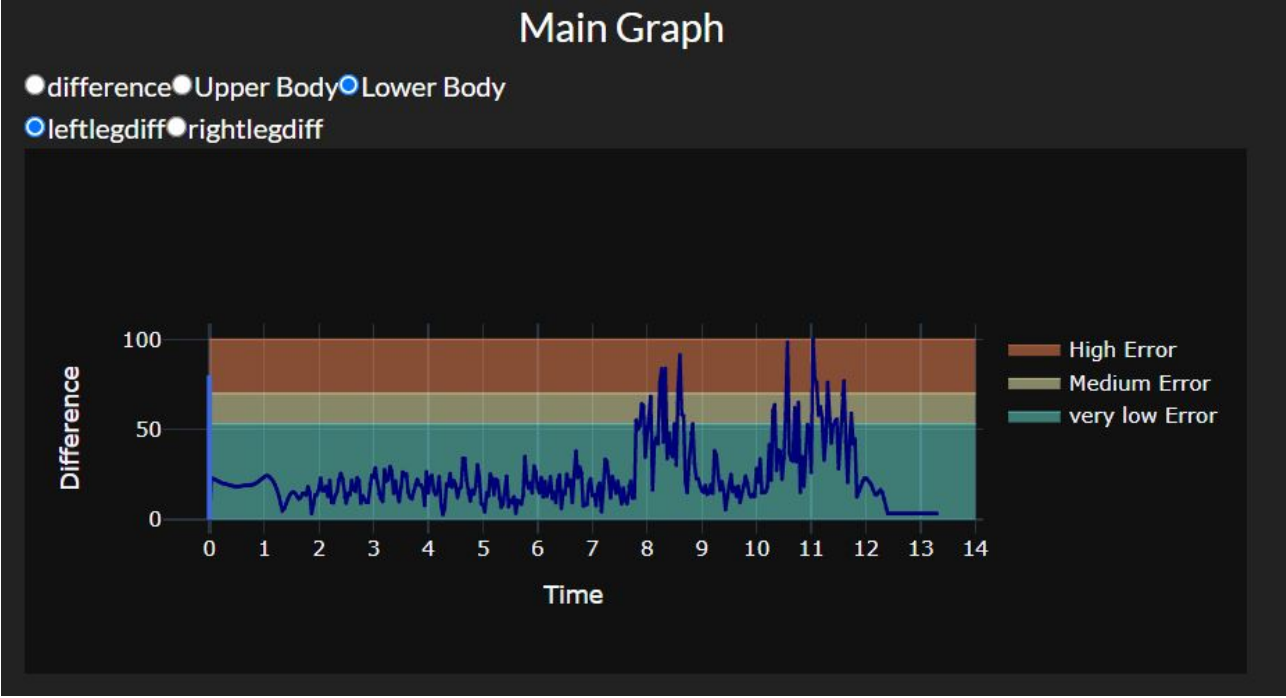 Main Graph
difference Upper Body Lower Body
leftlegdiff rightlegdiff
100
50
0
Difference
0 1 2 3 4 5 6 7 8 9 10 11 12 13 14
Time
High Error
Medium Error
very low Error